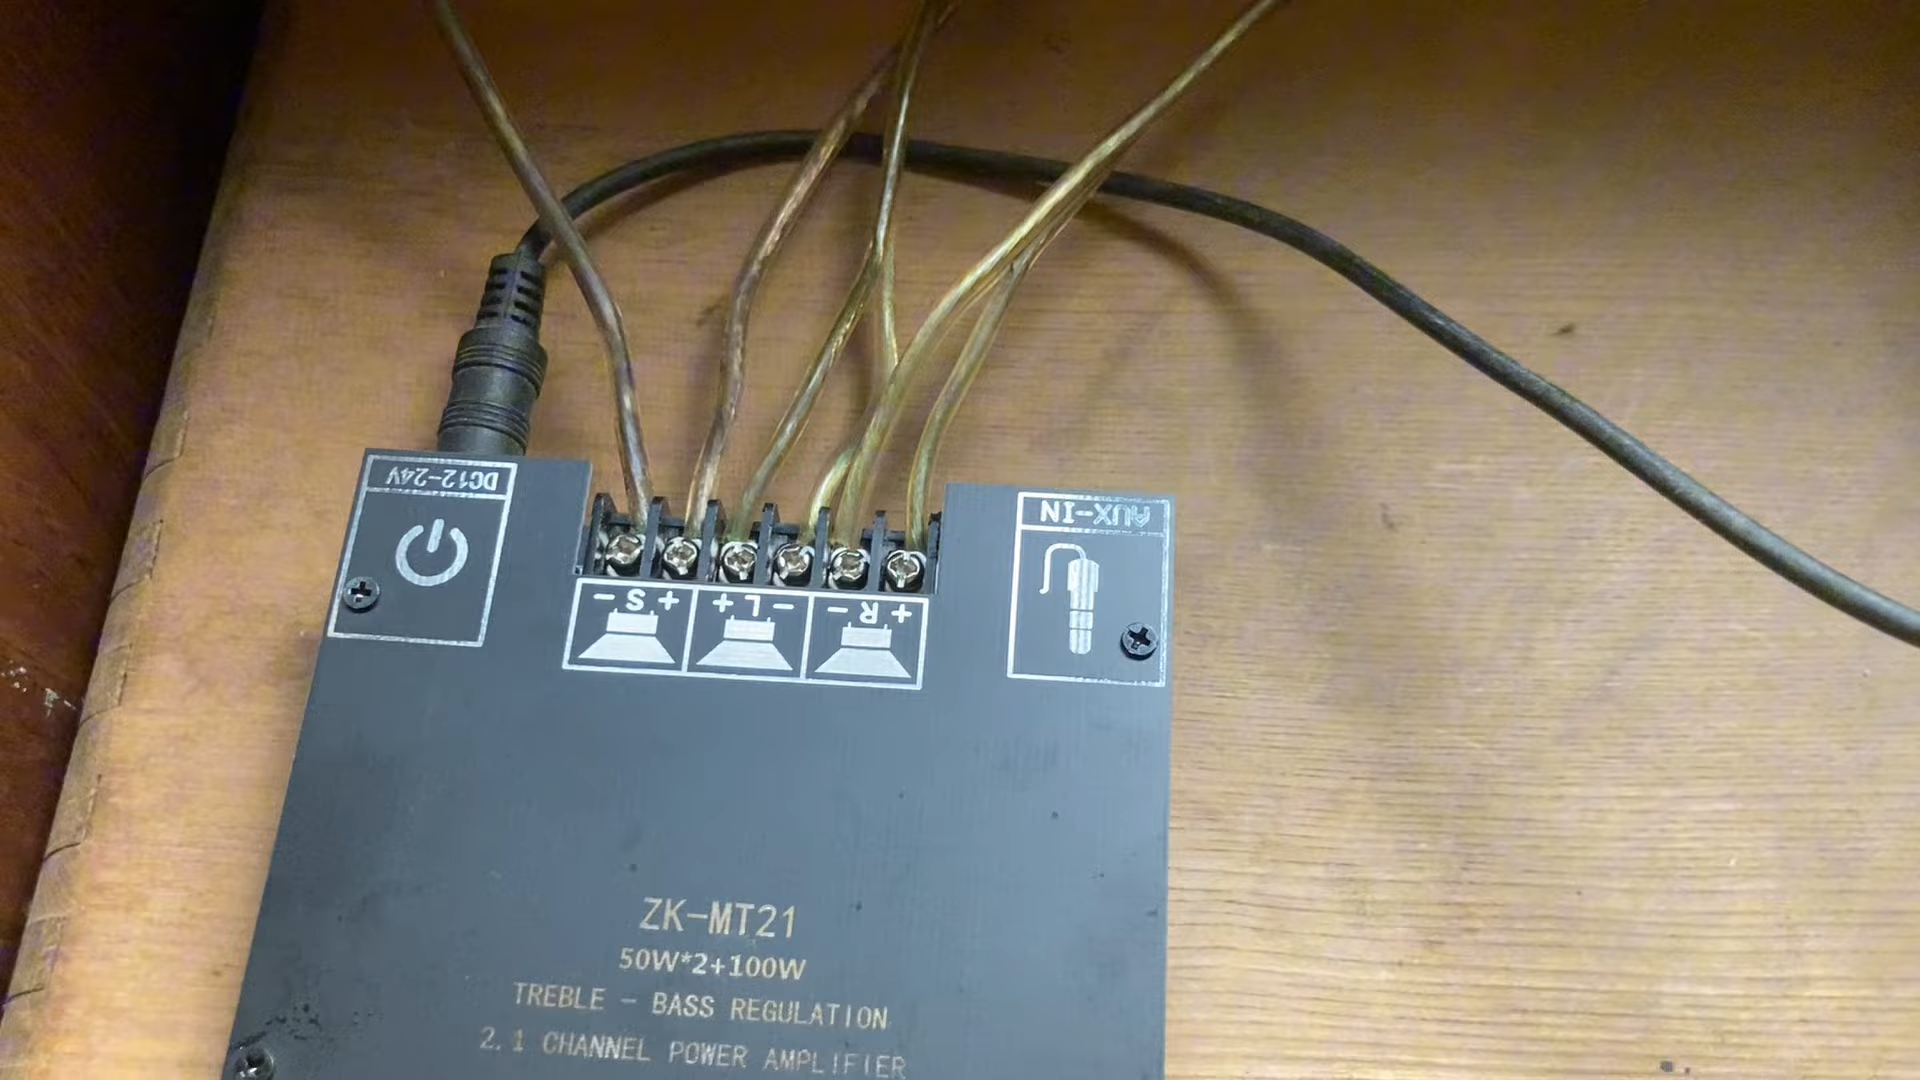 DC12-24V
AUX-IN
- S + + L - - R +
ZK-MT21
50W*2+100W
TREBLE - BASS REGULATION
2.1 CHANNEL POWER AMPLIFIER